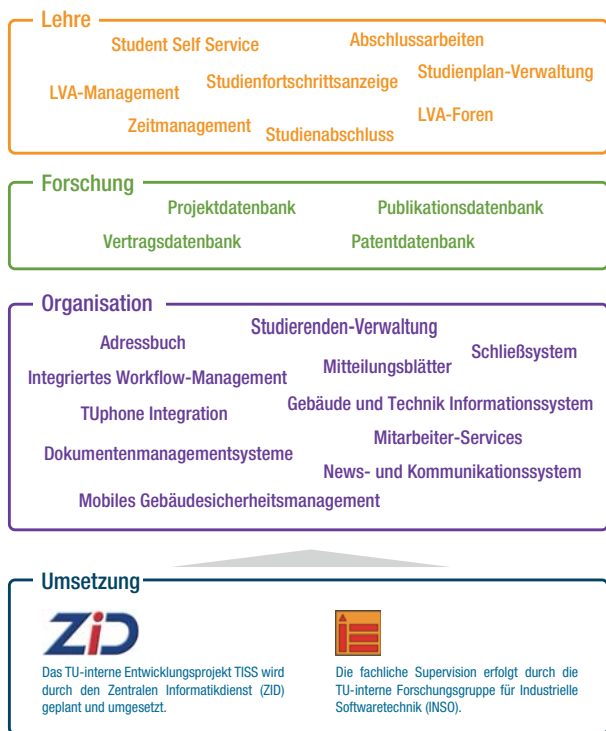 Lehre
Student Self Service
Abschlussarbeiten
Studienfortschrittsanzeige
Studienplan-Verwaltung
LVA-Management
Zeitmanagement
Studienabschluss
LVA-Foren
Forschung
Projektdatenbank
Publikationsdatenbank
Vertragsdatenbank
Patentdatenbank
Organisation
Studierenden-Verwaltung
Adressbuch
Mitteilungsblätter
Schließsystem
Integriertes Workflow-Management
TUphone Integration
Gebäude und Technik Informationssystem
Mitarbeiter-Services
Dokumentenmanagementsysteme
News- und Kommunikationssystem
Mobiles Gebäudesicherheitsmanagement
Umsetzung
ZiD
Das TU-interne Entwicklungsprojekt TISS wird
durch den Zentralen Informatikdienst (ZID)
geplant und umgesetzt.
Die fachliche Supervision erfolgt durch die
TU-interne Forschungsgruppe für Industrielle
Softwaretechnik (INSO).